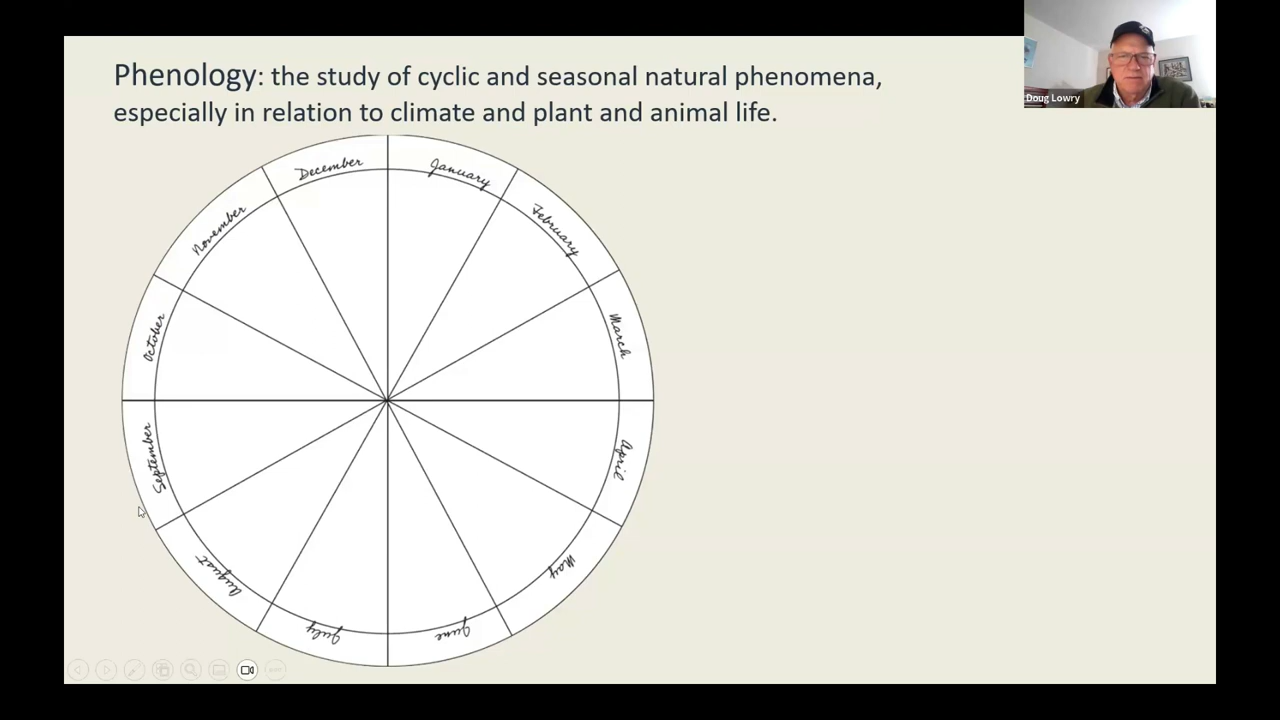 Phenology: the study of cyclic and seasonal natural phenomena,
especially in relation to climate and plant and animal life.
Doug Lowry
December
January
November
February
October
March
September
April
August
May
July
June